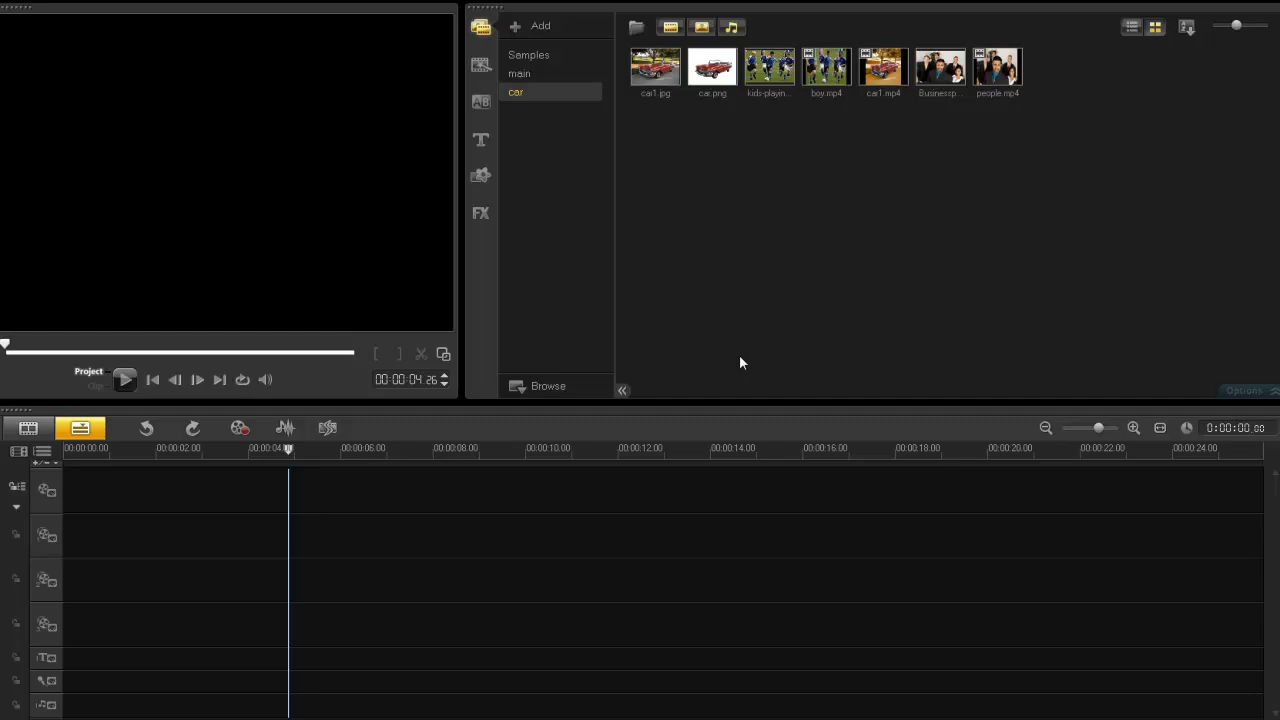 Add
Samples
main
car
AB
T
FX
car1.jpg
car.png
kids-playin...
boy.mp4
car1.mp4
Businessp...
people.mp4
Project
Clip
00:00:04 26
Browse
Options
0:00:00_00
00:00:00.00
00:00:02.00
00:00:04
00:00:06.00
00:00:08.00
00:00:10.00
00:00:12.00
00:00:14.00
00:00:16.00
00:00:18.00
00:00:20.00
00:00:22.00
00:00:24.00